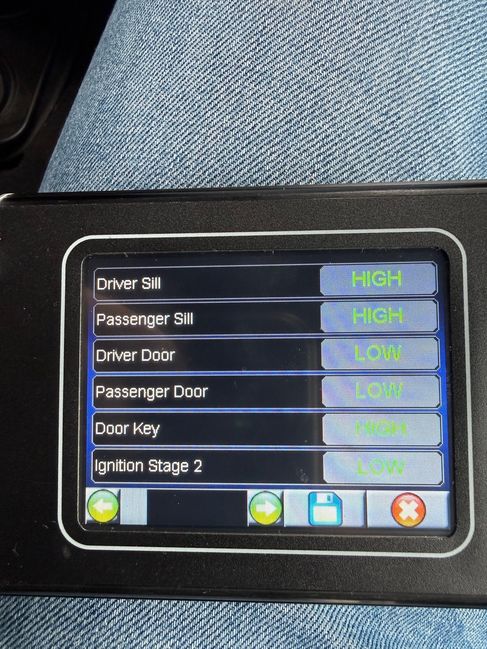 Driver Sill HIGH
Passenger Sill HIGH
Driver Door LOW
Passenger Door LOW
Door Key HIGH
Ignition Stage 2 LOW